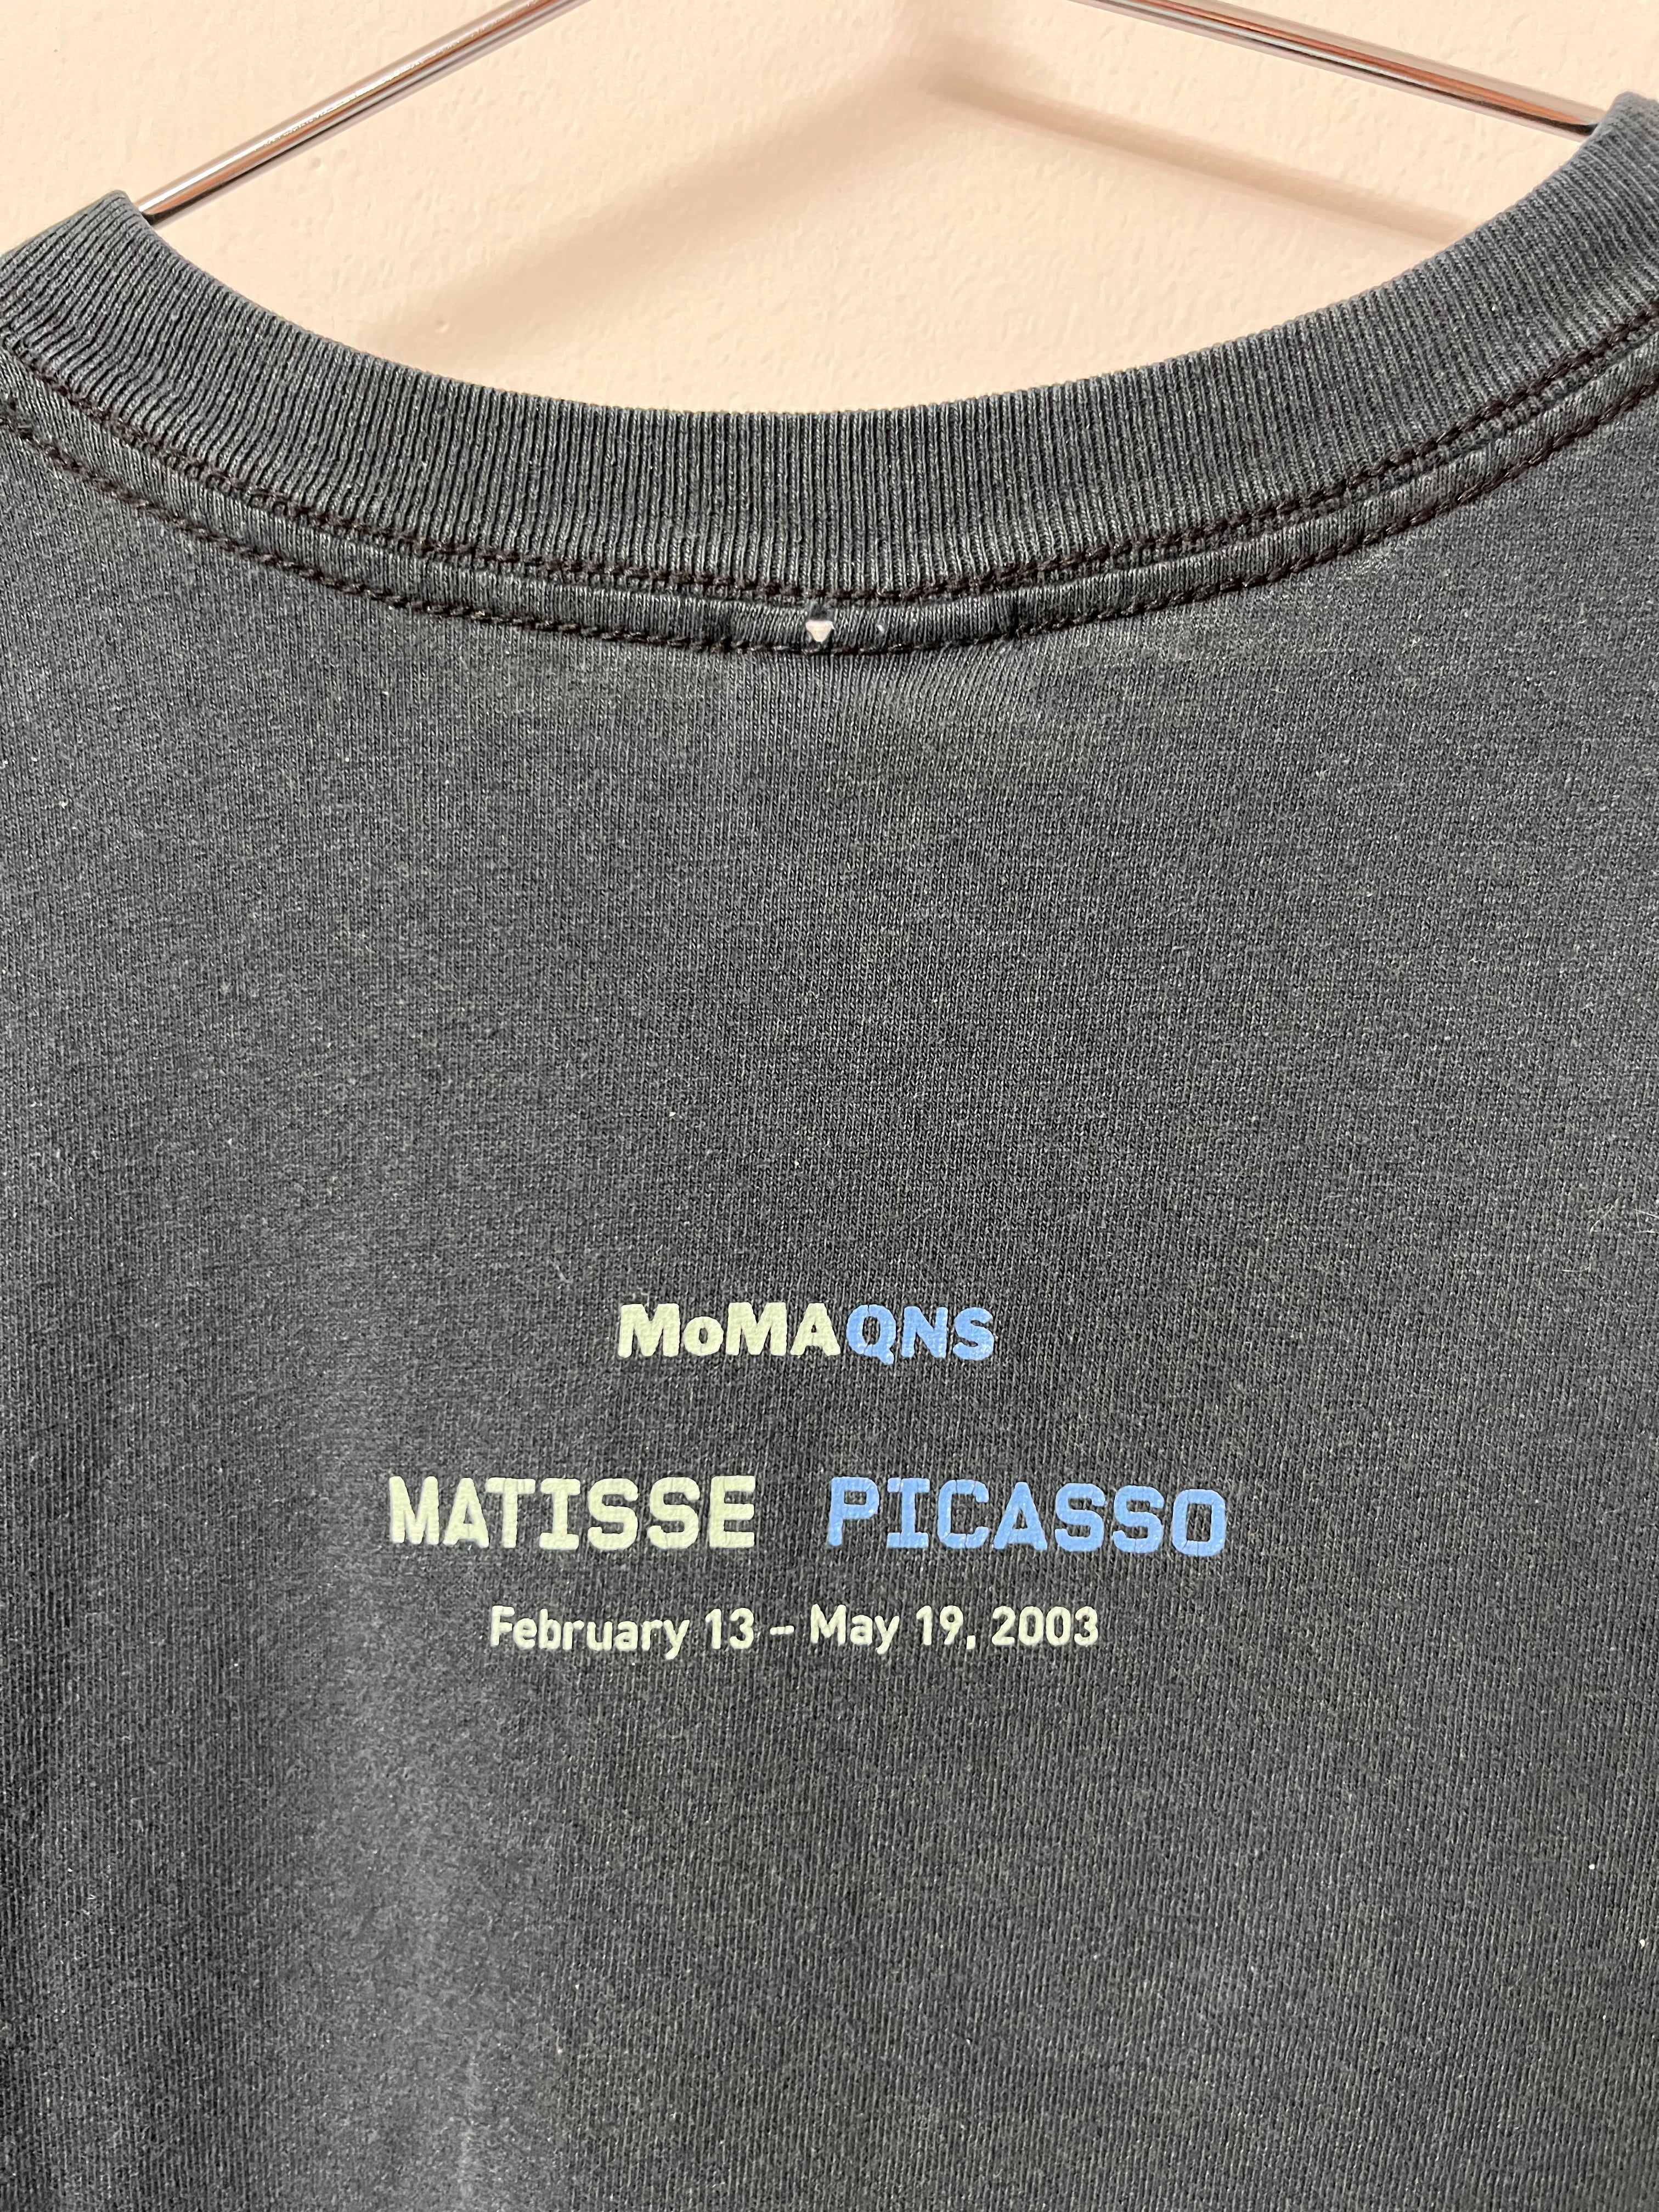 MoMAQNS
MATISSE PICASSO
February 13 – May 19, 2003